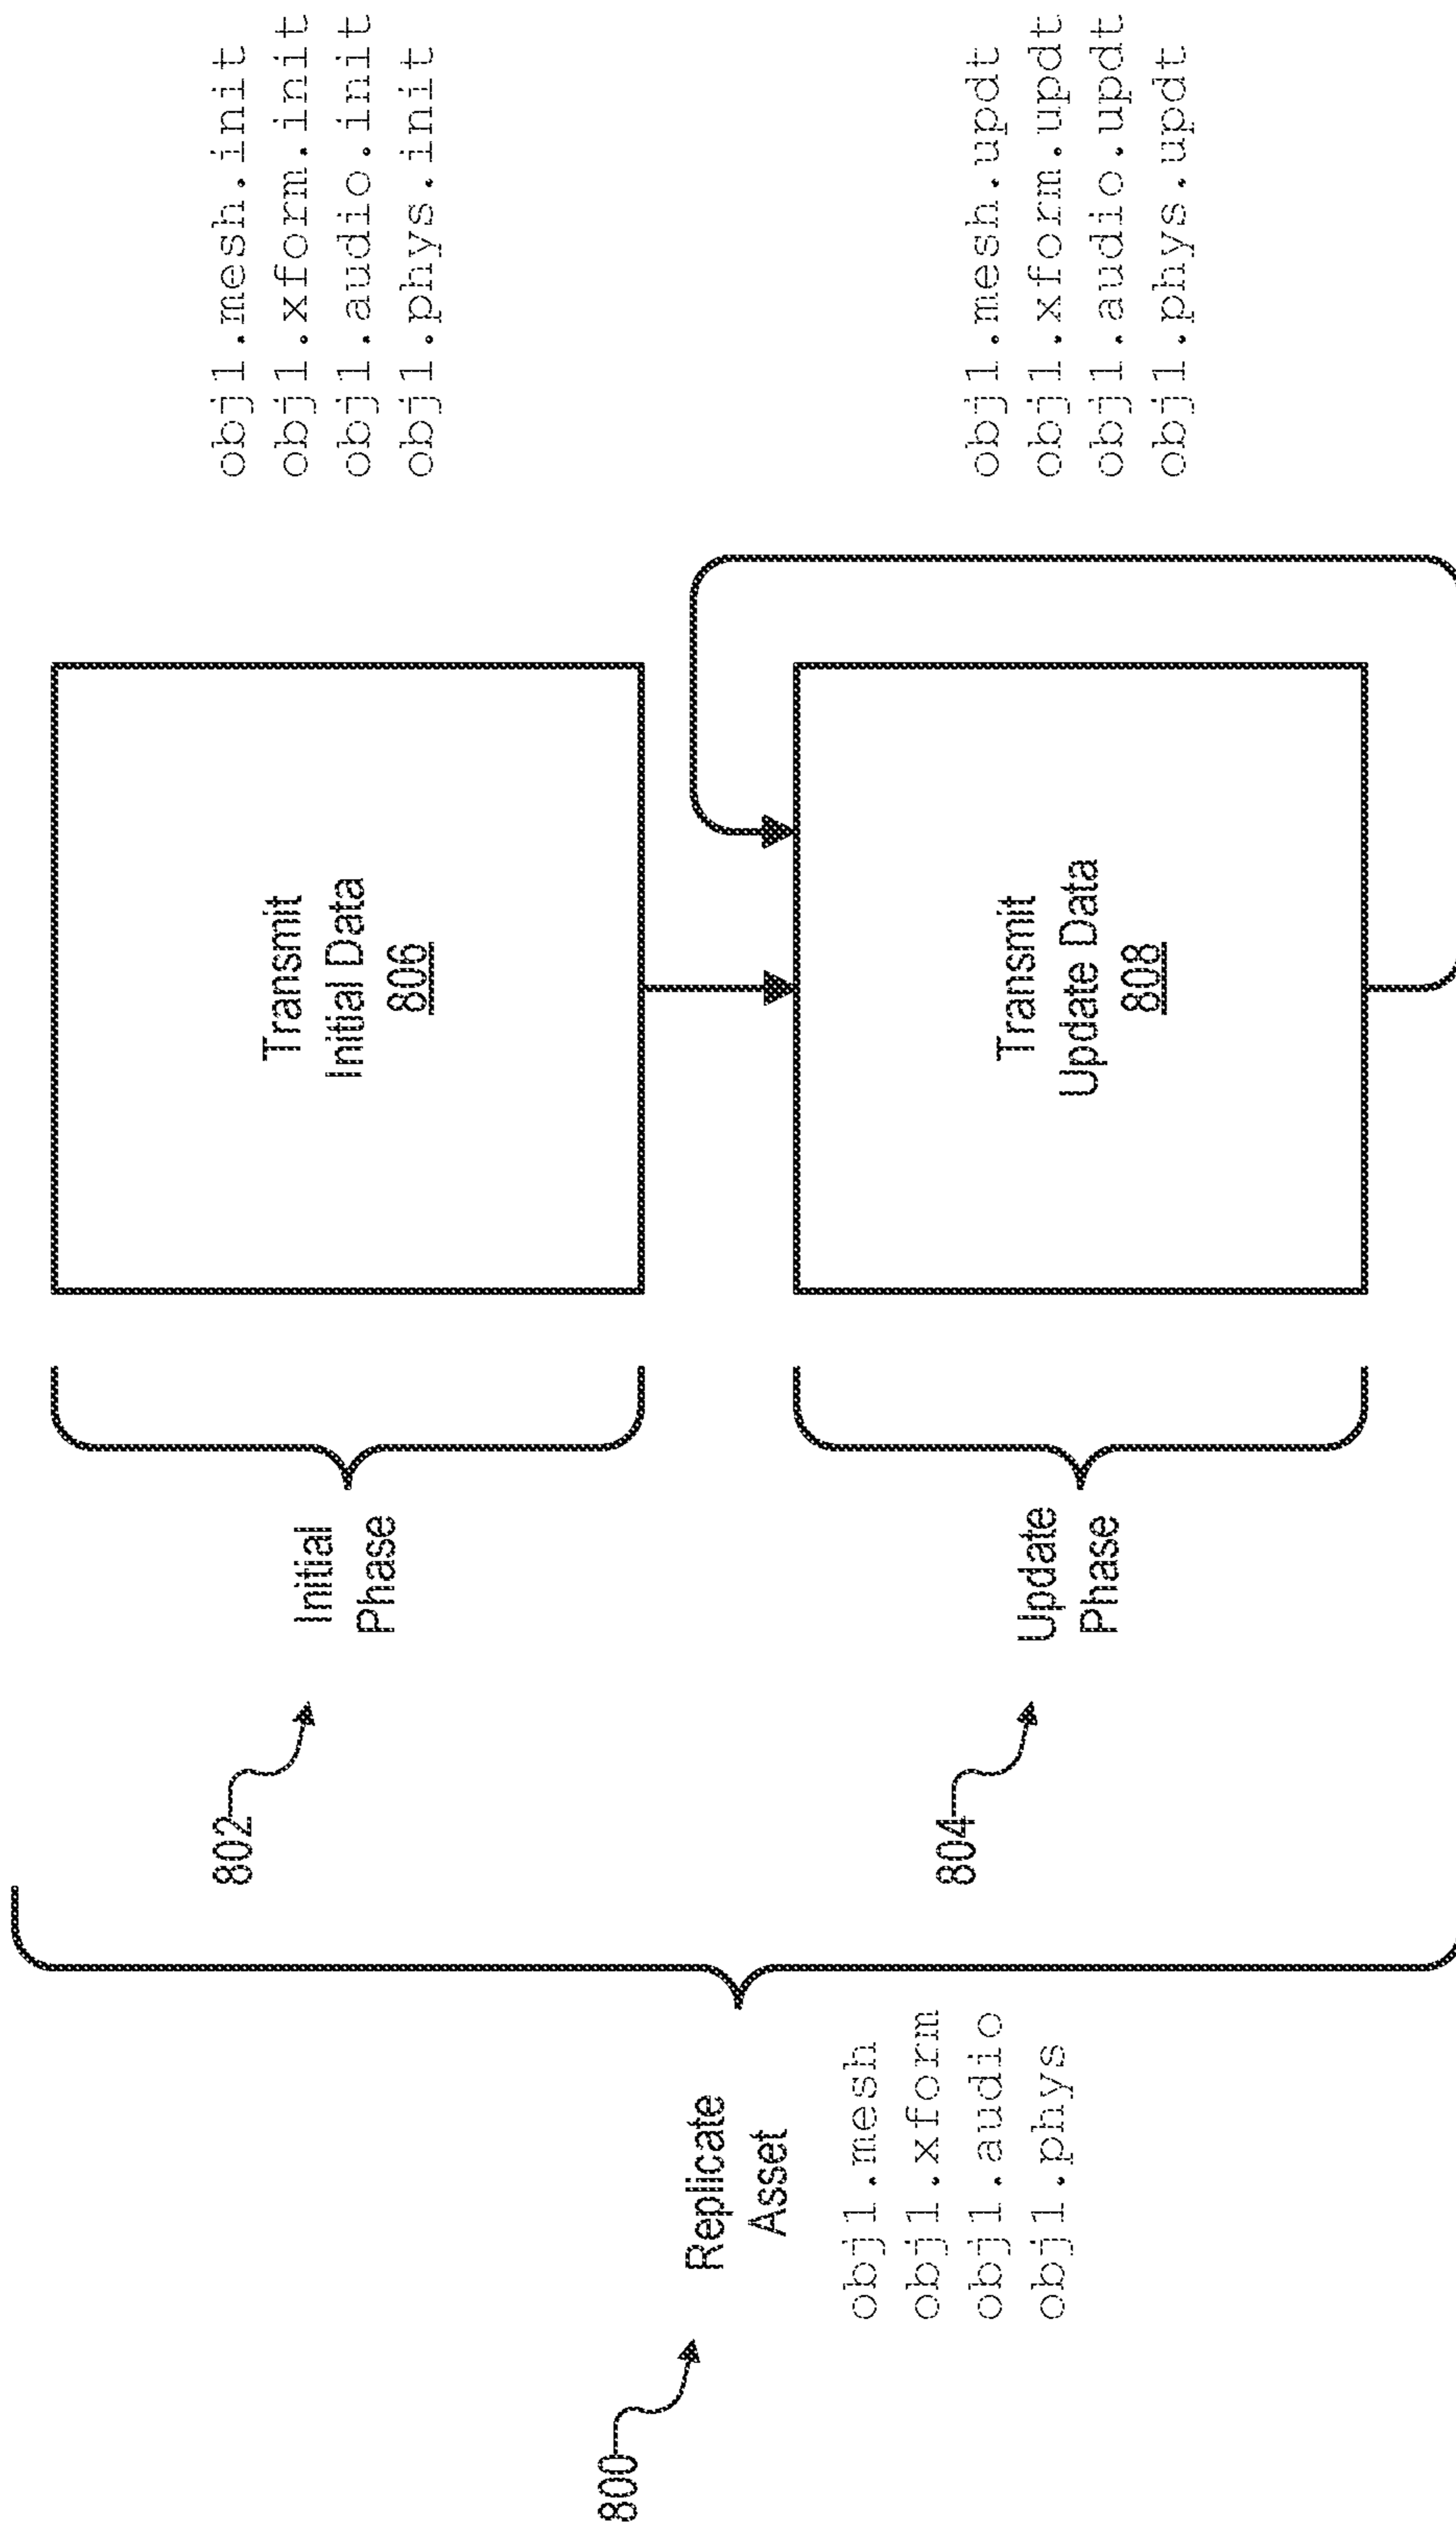 800
Replicate
Asset
obj1.mesh
obj1.xform
obj1.audio
obj1.phys
802
Initial
Phase
Transmit
Initial Data
806
obj1.mesh.init
obj1.xform.init
obj1.audio.init
obj1.phys.init
804
Update
Phase
Transmit
Update Data
808
obj1.mesh.updt
obj1.xform.updt
obj1.audio.updt
obj1.phys.updt